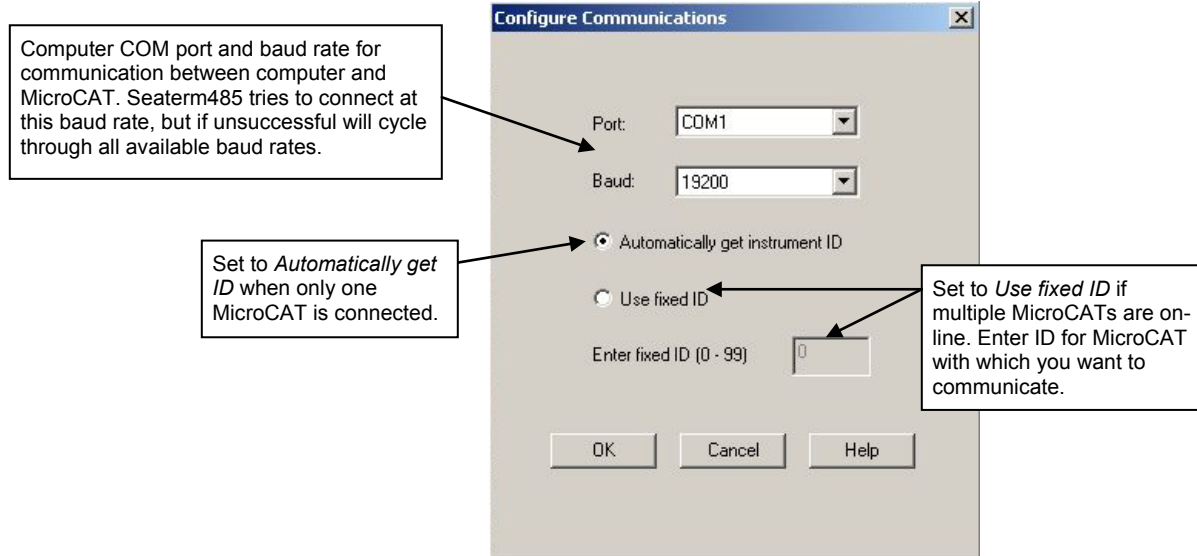 Configure Communications
Computer COM port and baud rate for
communication between computer and
MicroCAT. Seaterm485 tries to connect at
this baud rate, but if unsuccessful will cycle
through all available baud rates.
Port: COM1
Baud: 19200
Automatically get instrument ID
Set to Automatically get
ID when only one
MicroCAT is connected.
Use fixed ID
Set to Use fixed ID if
multiple MicroCATs are on-
line. Enter ID for MicroCAT
with which you want to
communicate.
Enter fixed ID (0 - 99) 0
OK Cancel Help